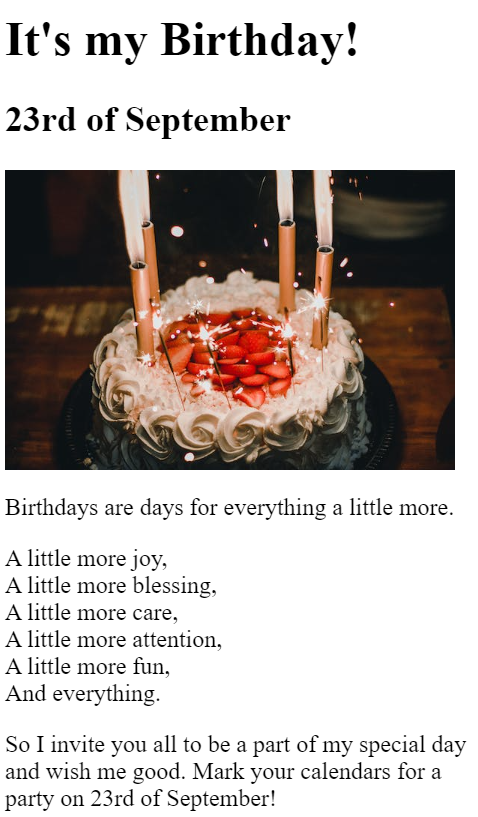 It's my Birthday!
23rd of September
Birthdays are days for everything a little more.
A little more joy,
A little more blessing,
A little more care,
A little more attention,
A little more fun,
And everything.
So I invite you all to be a part of my special day
and wish me good. Mark your calendars for a
party on 23rd of September!